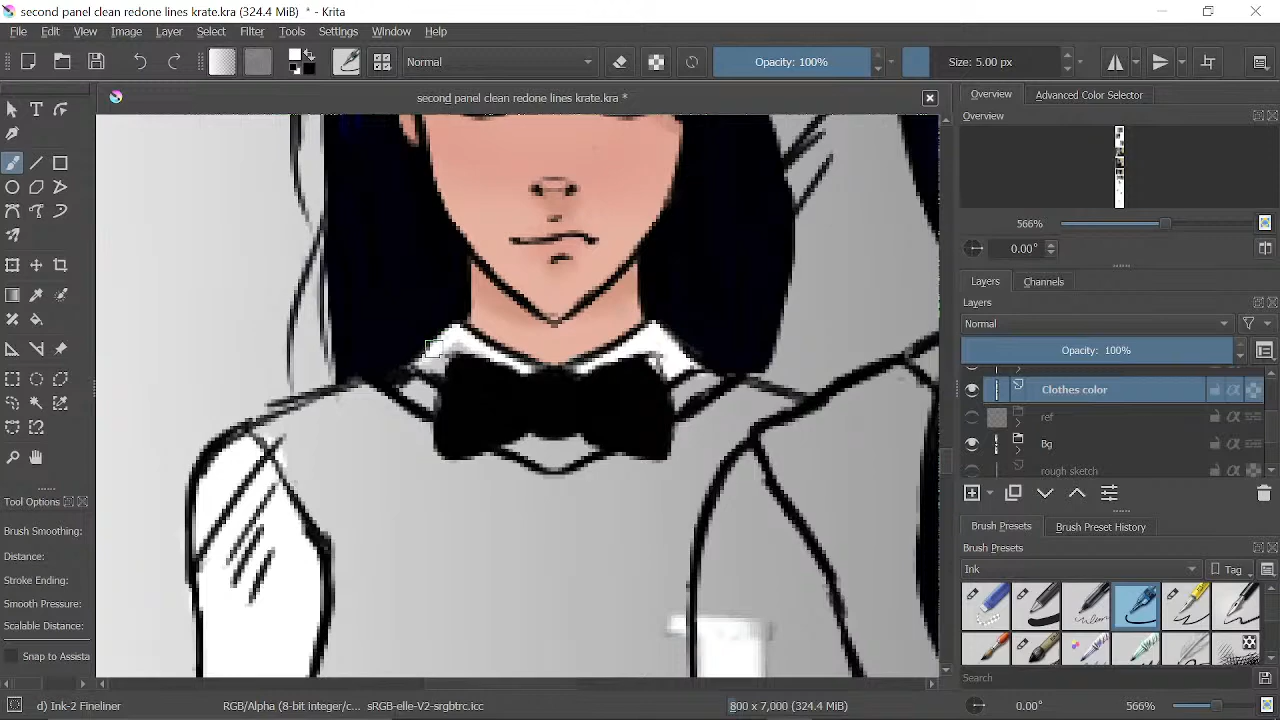 second panel clean redone lines krate.kra (324.4 MiB) * - Krita
File Edit View Image Layer Select Filter Tools Settings Window Help
Normal Opacity: 100% Size: 5.00 px
second panel clean redone lines krate.kra *
Overview Advanced Color Selector
Overview
566%
0.00°
Layers Channels
Layers
Normal
Opacity: 100%
Clothes color
ref
Bg
rough sketch
Tool Options
Brush Smoothing:
Distance:
Stroke Ending:
Smooth Pressure:
Scalable Distance:
Snap to Assista
Brush Presets Brush Preset History
Brush Presets
Ink Tag
Search
d) Ink-2 Fineliner RGB/Alpha (8-bit integer/c... sRGB-elle-V2-srgbtrc.icc 800 x 7,000 (324.4 MiB) 0.00° 566%